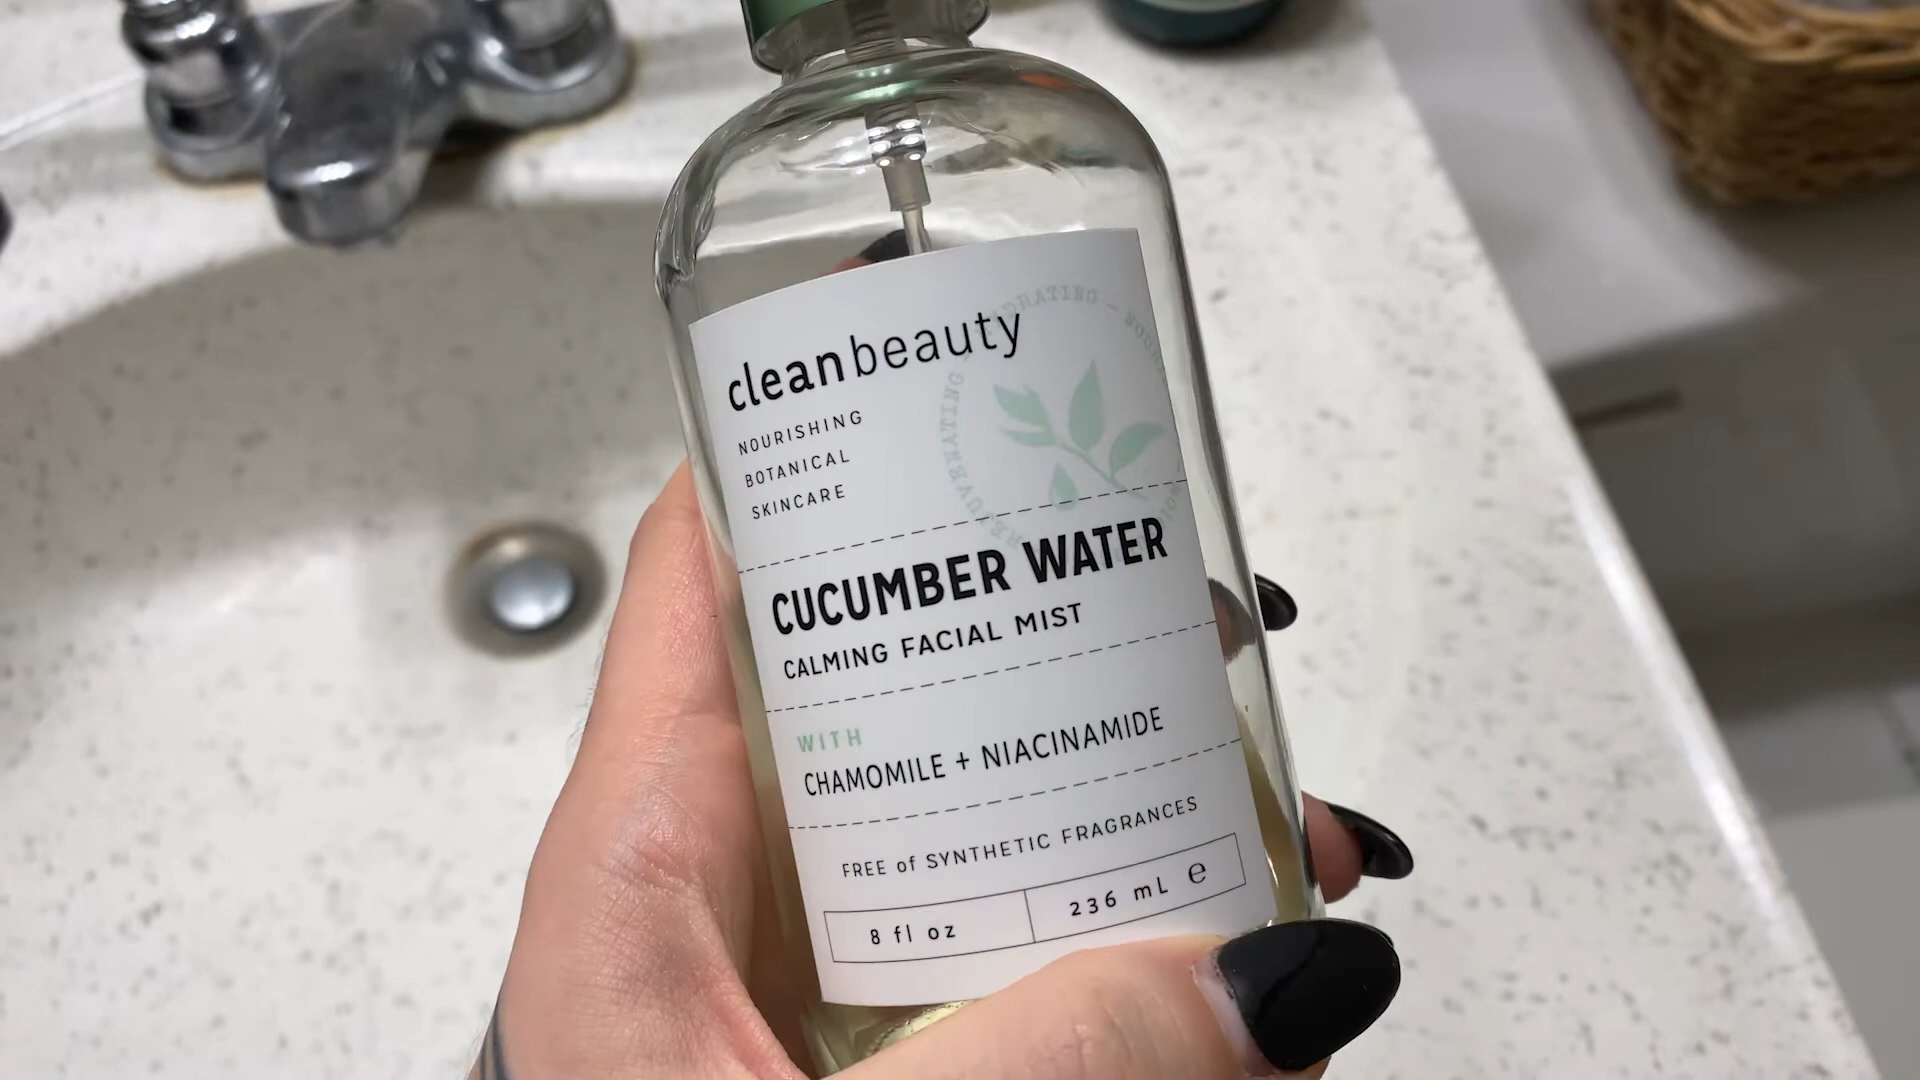 cleanbeauty
NOURISHING
BOTANICAL
SKINCARE
REJUVENATING
CUCUMBER WATER
CALMING FACIAL MIST
WITH
CHAMOMILE + NIACINAMIDE
FREE of SYNTHETIC FRAGRANCES
8 fl oz
236 mL ℮